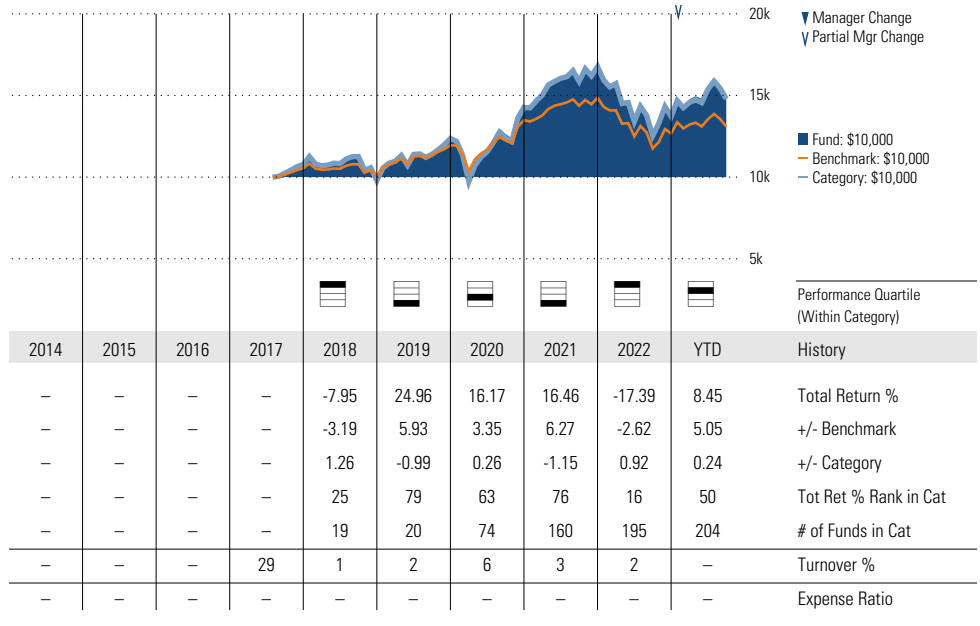 20k
▼ Manager Change
∨ Partial Mgr Change
15k
Fund: $10,000
Benchmark: $10,000
Category: $10,000
10k
5k
Performance Quartile
(Within Category)
2014 2015 2016 2017 2018 2019 2020 2021 2022 YTD History
– – – – -7.95 24.96 16.17 16.46 -17.39 8.45 Total Return %
– – – – -3.19 5.93 3.35 6.27 -2.62 5.05 +/- Benchmark
– – – – 1.26 -0.99 0.26 -1.15 0.92 0.24 +/- Category
– – – – 25 79 63 76 16 50 Tot Ret % Rank in Cat
– – – – 19 20 74 160 195 204 # of Funds in Cat
– – – 29 1 2 6 3 2 – Turnover %
– – – – – – – – – – Expense Ratio